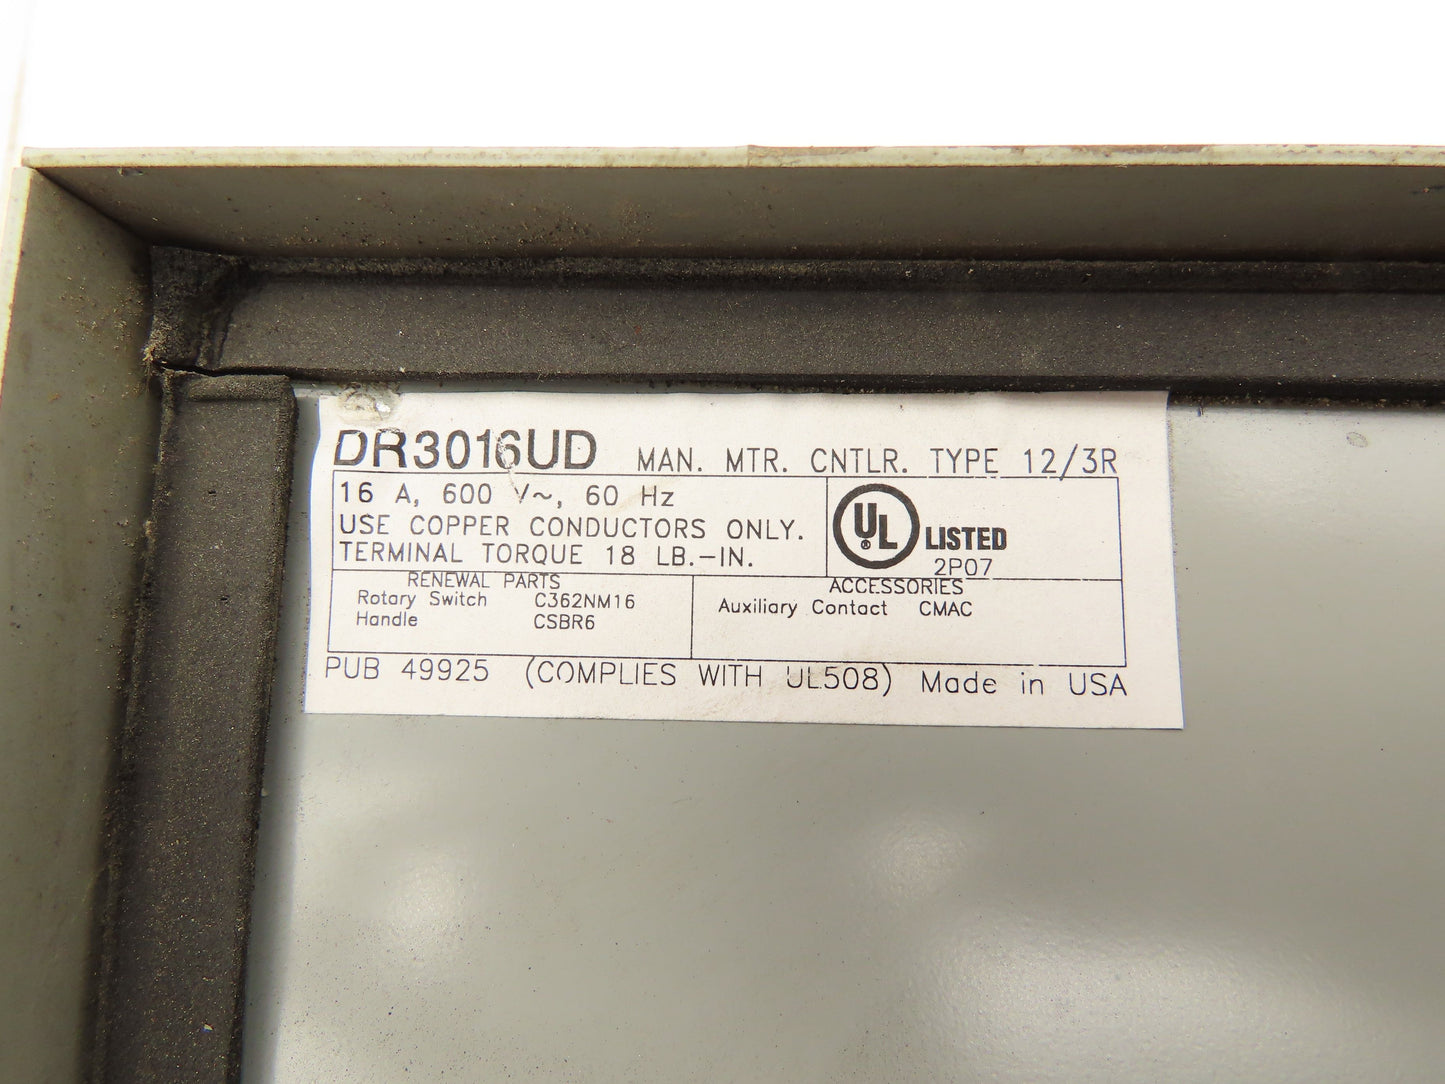 DR3016UD MAN. MTR. CNTLR. TYPE 12/3R
16 A, 600 V~, 60 Hz
USE COPPER CONDUCTORS ONLY.
TERMINAL TORQUE 18 LB.-IN.
UL ® LISTED
2P07
RENEWAL PARTS
Rotary Switch C362NM16
Handle CSBR6
ACCESSORIES
Auxiliary Contact CMAC
PUB 49925 (COMPLIES WITH UL508) Made in USA